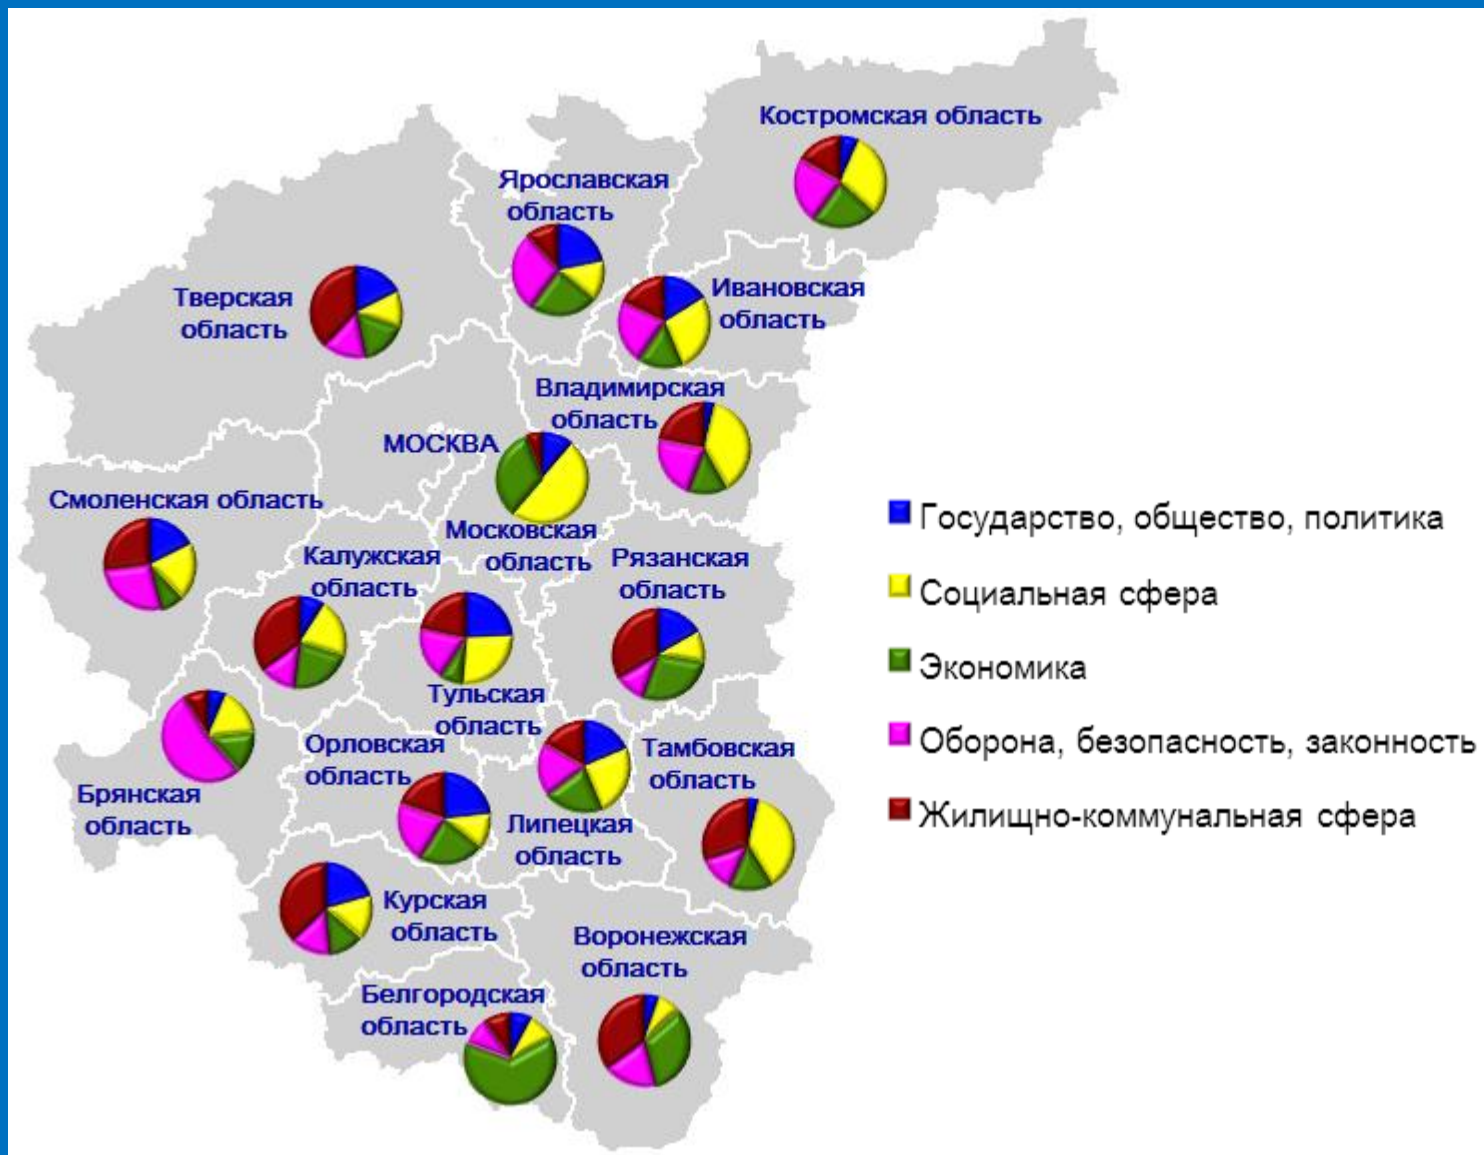 Костромская область
Ярославская
область
Тверская
область
Ивановская
область
Владимирская
область
МОСКВА
Смоленская область
Московская
область
Калужская
область
Рязанская
область
Тульская
область
Орловская
область
Тамбовская
область
Брянская
область
Липецкая
область
Курская
область
Воронежская
область
Белгородская
область
Государство, общество, политика
Социальная сфера
Экономика
Оборона, безопасность, законность
Жилищно-коммунальная сфера